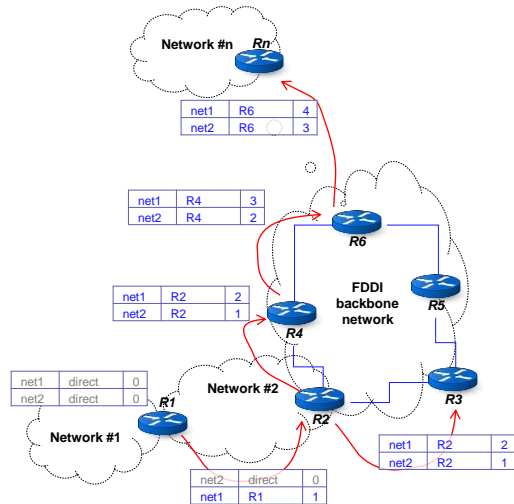 Network #n
Rn
net1 R6 4
net2 R6 3
net1 R4 3
net2 R4 2
R6
FDDI
backbone
network
R5
net1 R2 2
net2 R2 1
R4
net1 direct 0
net2 direct 0
Network #2
R1
R2
R3
Network #1
net1 R2 2
net2 R2 1
net2 direct 0
net1 R1 1